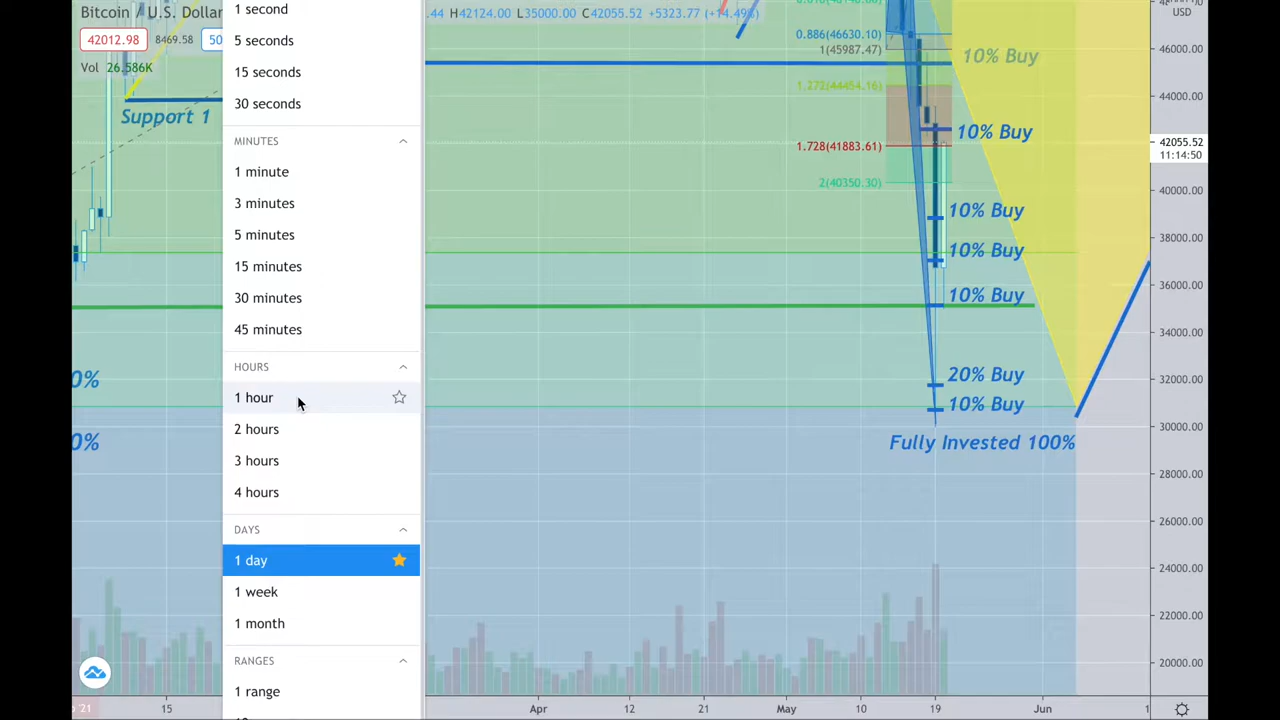 Bitcoin / U.S. Dollar
.44 H42124.00 L35000.00 C42055.52 +5323.77 (+14.49%)
42012.98
8469.58
50
Vol 26.586K
Support 1
1 second
5 seconds
15 seconds
30 seconds
MINUTES
1 minute
3 minutes
5 minutes
15 minutes
30 minutes
45 minutes
HOURS
1 hour
2 hours
3 hours
4 hours
DAYS
1 day
1 week
1 month
RANGES
1 range
0%
0%
0.886(46630.10)
1(45987.47)
1.272(44454.16)
1.728(41883.61)
2(40350.30)
10% Buy
10% Buy
10% Buy
10% Buy
10% Buy
20% Buy
10% Buy
Fully Invested 100%
USD
46000.00
44000.00
42055.52
11:14:50
40000.00
38000.00
36000.00
34000.00
32000.00
30000.00
28000.00
26000.00
24000.00
22000.00
20000.00
'21
15
Apr
12
21
May
10
19
Jun
1